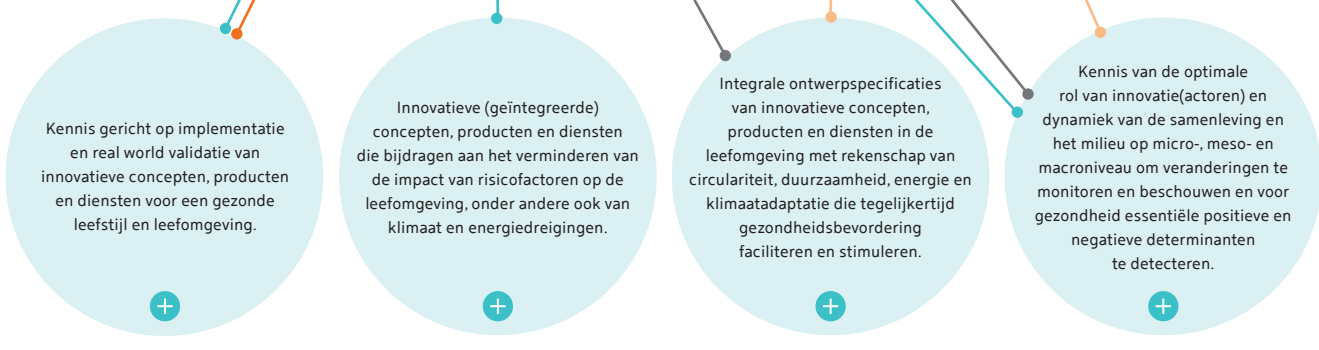 Kennis gericht op implementatie
en real world validatie van
innovatieve concepten, producten
en diensten voor een gezonde
leefstijl en leefomgeving.
Innovatieve (geïntegreerde)
concepten, producten en diensten
die bijdragen aan het verminderen van
de impact van risicofactoren op de
leefomgeving, onder andere ook van
klimaat en energiedreigingen.
Integrale ontwerpspecificaties
van innovatieve concepten,
producten en diensten in de
leefomgeving met rekenschap van
circulariteit, duurzaamheid, energie en
klimaatadaptatie die tegelijkertijd
gezondheidsbevordering
faciliteren en stimuleren.
Kennis van de optimale
rol van innovatie(actoren) en
dynamiek van de samenleving en
het milieu op micro-, meso- en
macroniveau om veranderingen te
monitoren en beschouwen en voor
gezondheid essentiële positieve en
negatieve determinanten
te detecteren.